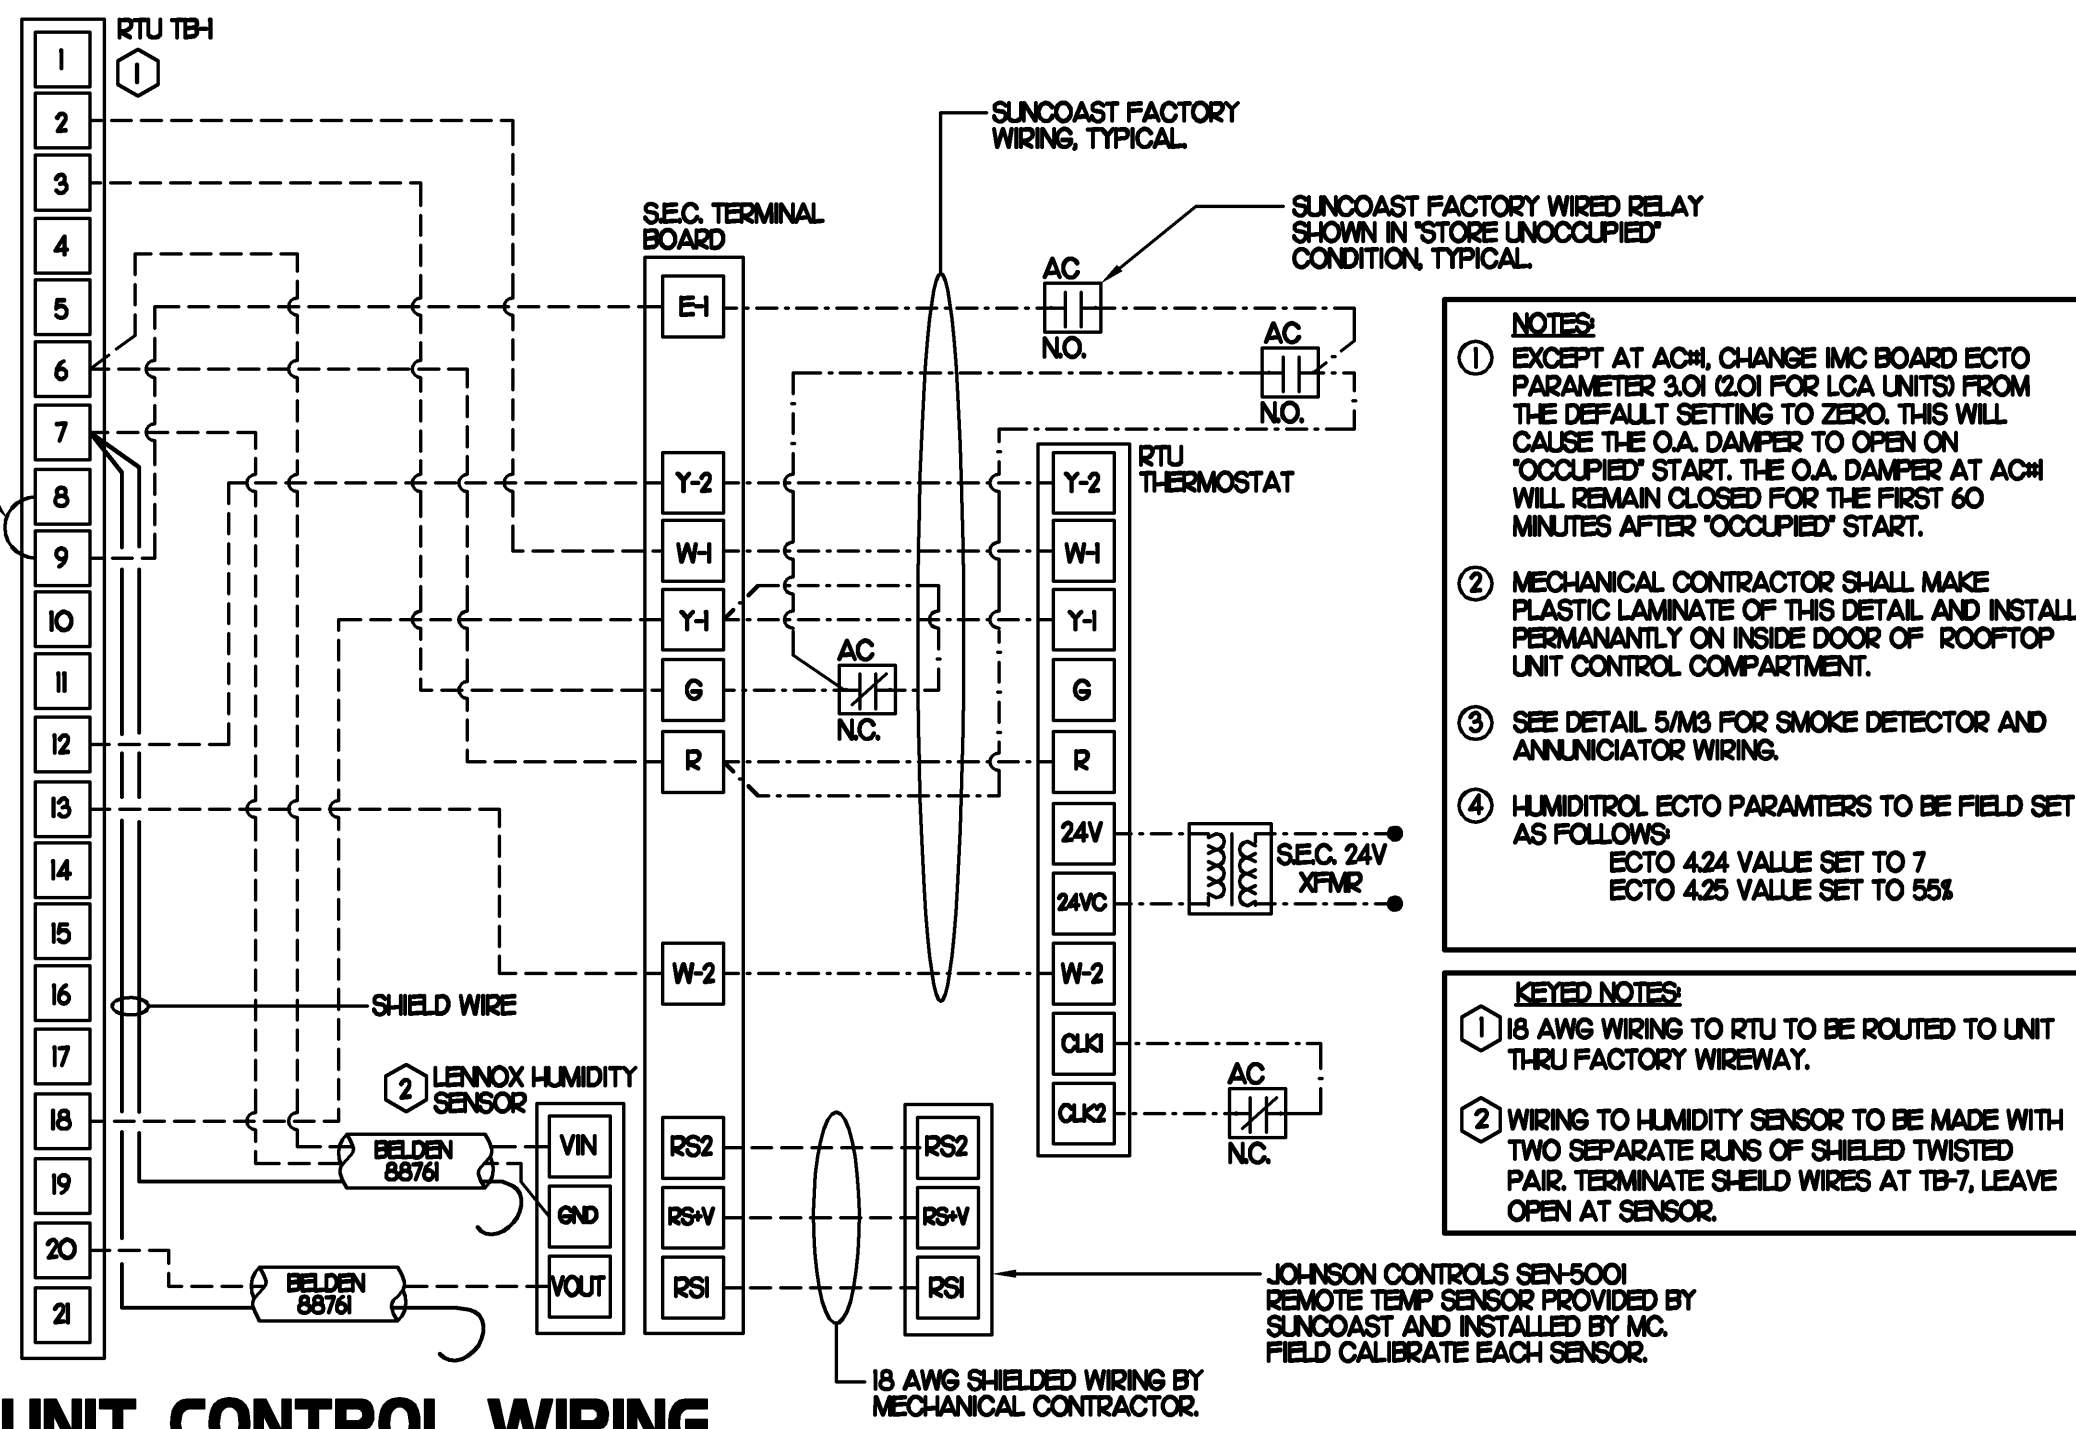 RTU TB-1
1
1
2
3
4
5
6
7
8
9
10
11
12
13
14
15
16
17
18
19
20
21
SHIELD WIRE
2
LENNOX HUMIDITY
SENSOR
BELDEN
88761
BELDEN
88761
VIN
GND
VOUT
S.E.C. TERMINAL
BOARD
E-1
Y-2
W-1
Y-1
G
R
W-2
RS2
RS+V
RS1
SUNCOAST FACTORY
WIRING, TYPICAL.
SUNCOAST FACTORY WIRED RELAY
SHOWN IN "STORE UNOCCUPIED"
CONDITION, TYPICAL.
AC
N.O.
AC
N.O.
AC
N.C.
RTU
THERMOSTAT
Y-2
W-1
Y-1
G
R
24V
24VC
W-2
CLK1
CLK2
S.E.C. 24V
XFMR
AC
N.C.
RS2
RS+V
RS1
JOHNSON CONTROLS SEN-5001
REMOTE TEMP SENSOR PROVIDED BY
SUNCOAST AND INSTALLED BY MC.
FIELD CALIBRATE EACH SENSOR.
18 AWG SHIELDED WIRING BY
MECHANICAL CONTRACTOR.
NOTES:
1 EXCEPT AT AC#1, CHANGE IMC BOARD ECTO
PARAMETER 3.01 (2.01 FOR LCA UNITS) FROM
THE DEFAULT SETTING TO ZERO. THIS WILL
CAUSE THE O.A. DAMPER TO OPEN ON
"OCCUPIED" START. THE O.A. DAMPER AT AC#1
WILL REMAIN CLOSED FOR THE FIRST 60
MINUTES AFTER "OCCUPIED" START.
2 MECHANICAL CONTRACTOR SHALL MAKE
PLASTIC LAMINATE OF THIS DETAIL AND INSTALL
PERMANANTLY ON INSIDE DOOR OF ROOFTOP
UNIT CONTROL COMPARTMENT.
3 SEE DETAIL 5/M3 FOR SMOKE DETECTOR AND
ANNUNICIATOR WIRING.
4 HUMIDITROL ECTO PARAMTERS TO BE FIELD SET
AS FOLLOWS:
ECTO 4.24 VALUE SET TO 7
ECTO 4.25 VALUE SET TO 55%
KEYED NOTES:
1 18 AWG WIRING TO RTU TO BE ROUTED TO UNIT
THRU FACTORY WIREWAY.
2 WIRING TO HUMIDITY SENSOR TO BE MADE WITH
TWO SEPARATE RUNS OF SHIELED TWISTED
PAIR. TERMINATE SHEILD WIRES AT TB-7, LEAVE
OPEN AT SENSOR.
UNIT CONTROL WIRING